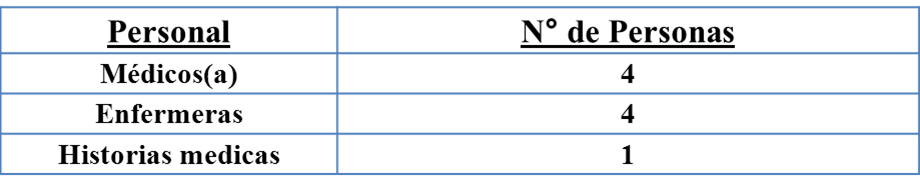 Personal N° de Personas
Médicos(a) 4
Enfermeras 4
Historias medicas 1